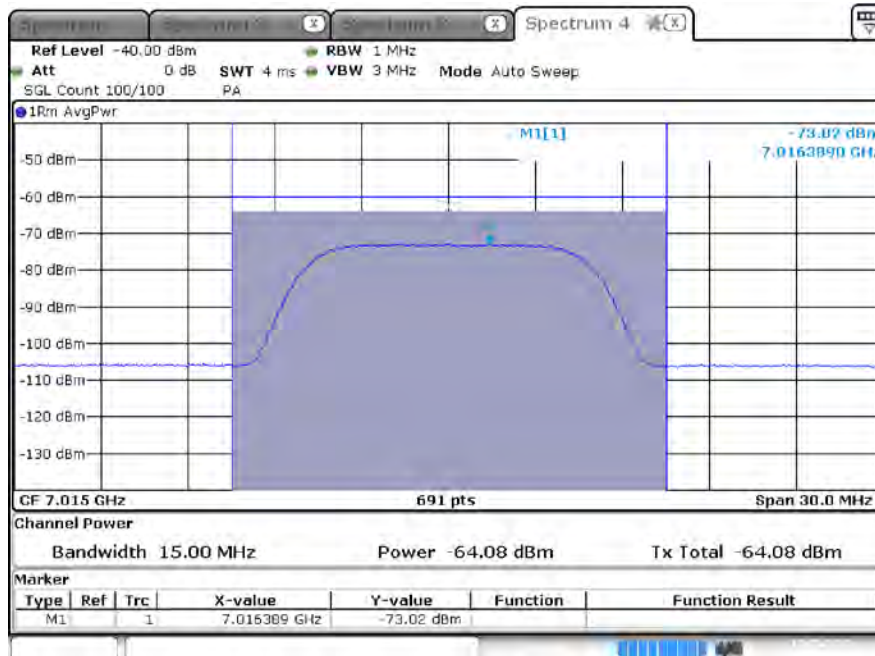 Spectrum 4
Ref Level -40.00 dBm RBW 1 MHz
Att 0 dB SWT 4 ms VBW 3 MHz Mode Auto Sweep
SGL Count 100/100 PA
1Rm AvgPwr
M1[1] -73.02 dBm
7.0163890 GHz
-50 dBm
-60 dBm
-70 dBm
-80 dBm
-90 dBm
-100 dBm
-110 dBm
-120 dBm
-130 dBm
CF 7.015 GHz 691 pts Span 30.0 MHz
Channel Power
Bandwidth 15.00 MHz Power -64.08 dBm Tx Total -64.08 dBm
Marker
Type Ref Trc X-value Y-value Function Function Result
M1 1 7.016389 GHz -73.02 dBm